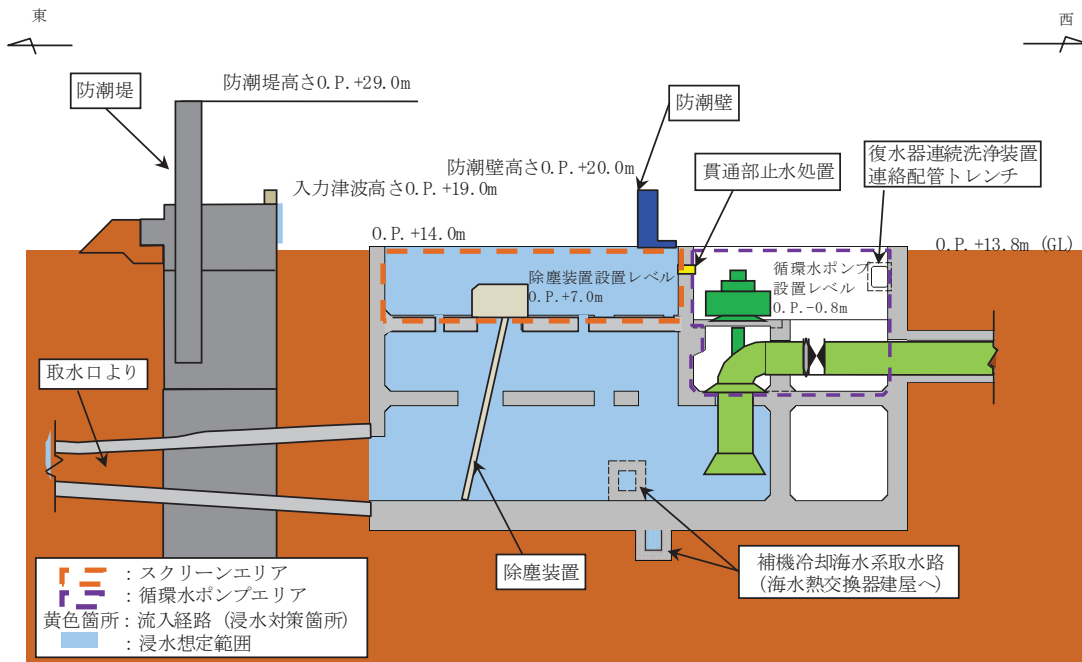 東
西
防潮堤
防潮堤高さO.P.+29.0m
防潮壁
防潮壁高さO.P.+20.0m
貫通部止水処置
復水器連続洗浄装置
連絡配管トレンチ
入力津波高さO.P.+19.0m
O.P.+14.0m
O.P.+13.8m (GL)
除塵装置設置レベル
O.P.+7.0m
循環水ポンプ
設置レベル
O.P.-0.8m
取水口より
除塵装置
補機冷却海水系取水路
(海水熱交換器建屋へ)
：スクリーンエリア
：循環水ポンプエリア
黄色箇所：流入経路（浸水対策箇所）
：浸水想定範囲